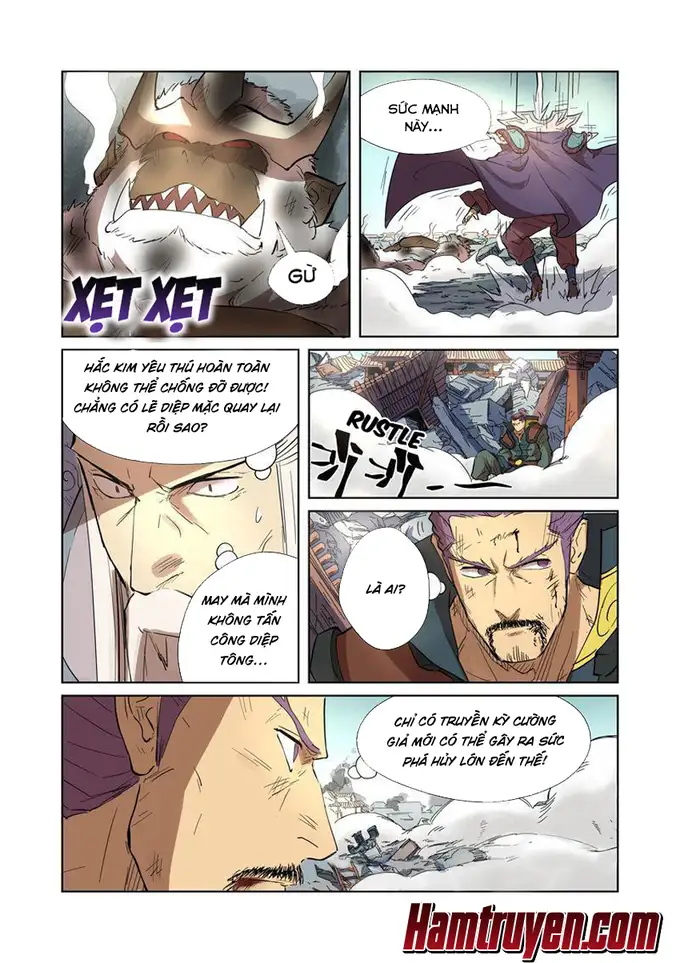 GỪ
XẸT XẸT
SỨC MẠNH
NÀY...
HẮC KIM YÊU THÚ HOÀN TOÀN
KHÔNG THỂ CHỐNG ĐỠ ĐƯỢC!
CHẲNG CÓ LẼ DIỆP MẶC QUAY LẠI
RỒI SAO?
MAY MÀ MÌNH
KHÔNG TẤN
CÔNG DIỆP
TÔNG...
RUSTLE
LÀ AI?
CHỈ CÓ TRUYỀN KỲ CƯỜNG
GIẢ MỚI CÓ THỂ GÂY RA SỨC
PHÁ HỦY LỚN ĐẾN THẾ!
Hamtruyen.com